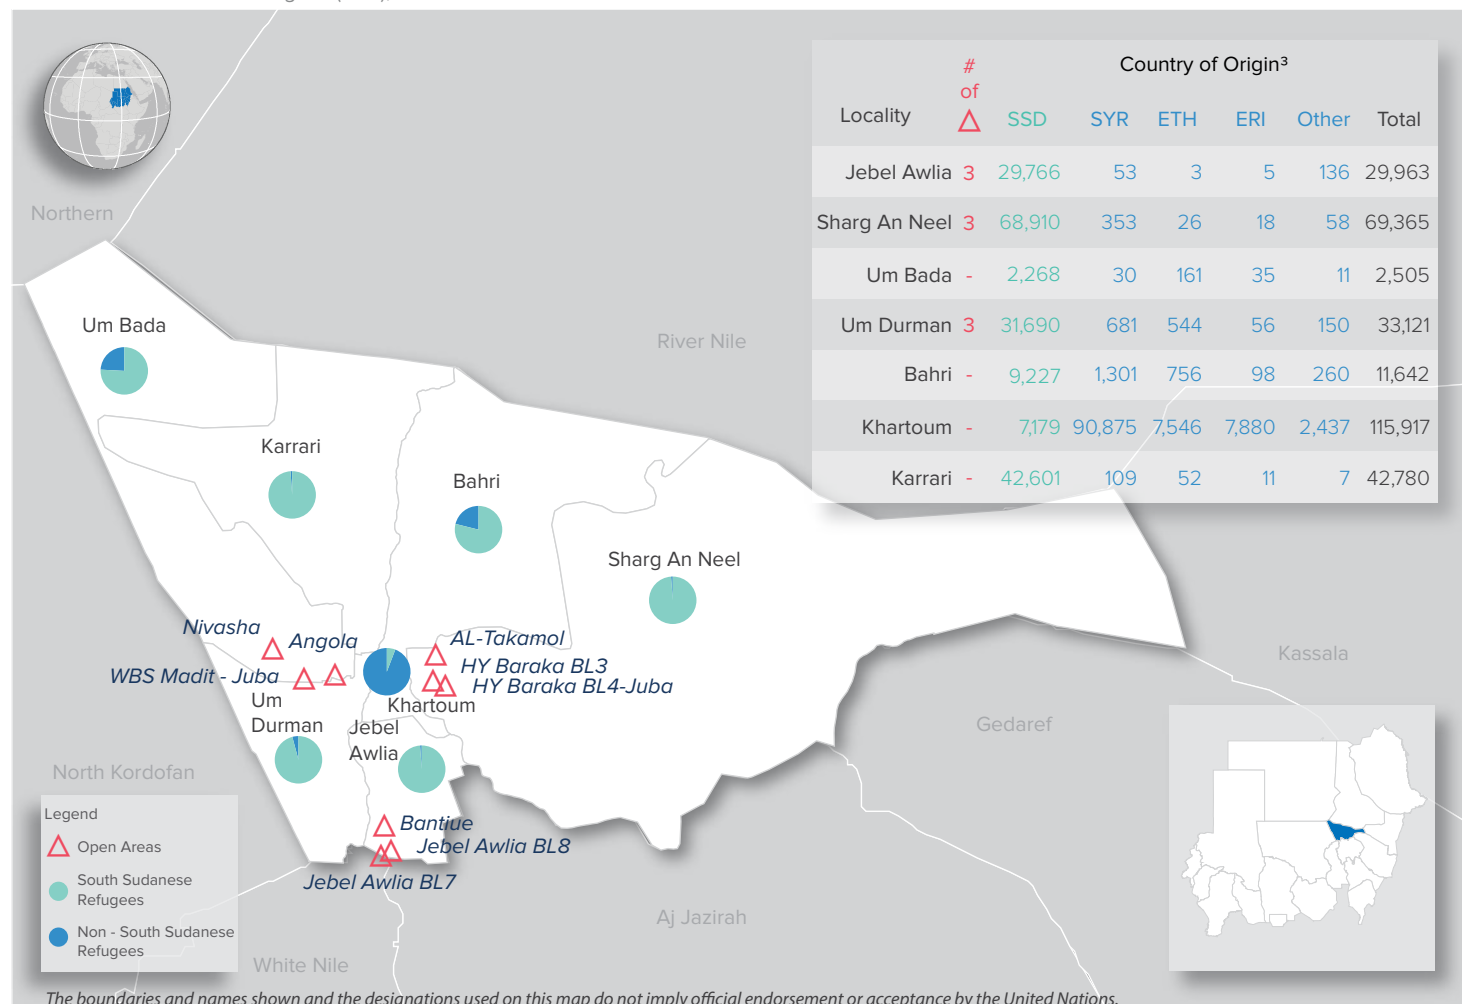 # of △
Country of Origin³
Locality SSD SYR ETH ERI Other Total
Jebel Awlia 3 29,766 53 3 5 136 29,963
Sharg An Neel 3 68,910 353 26 18 58 69,365
Um Bada - 2,268 30 161 35 11 2,505
Um Durman 3 31,690 681 544 56 150 33,121
Bahri - 9,227 1,301 756 98 260 11,642
Khartoum - 7,179 90,875 7,546 7,880 2,437 115,917
Karrari - 42,601 109 52 11 7 42,780
Northern
Um Bada
River Nile
Karrari
Bahri
Sharg An Neel
Nivasha
Angola
AL-Takamol
HY Baraka BL3
WBS Madit - Juba
HY Baraka BL4-Juba
Um
Durman
Khartoum
Jebel
Awlia
Kassala
Gedaref
North Kordofan
Bantiue
Jebel Awlia BL8
Jebel Awlia BL7
Aj Jazirah
White Nile
Legend
Open Areas
South Sudanese
Refugees
Non - South Sudanese
Refugees
The boundaries and names shown and the designations used on this map do not imply official endorsement or acceptance by the United Nations.